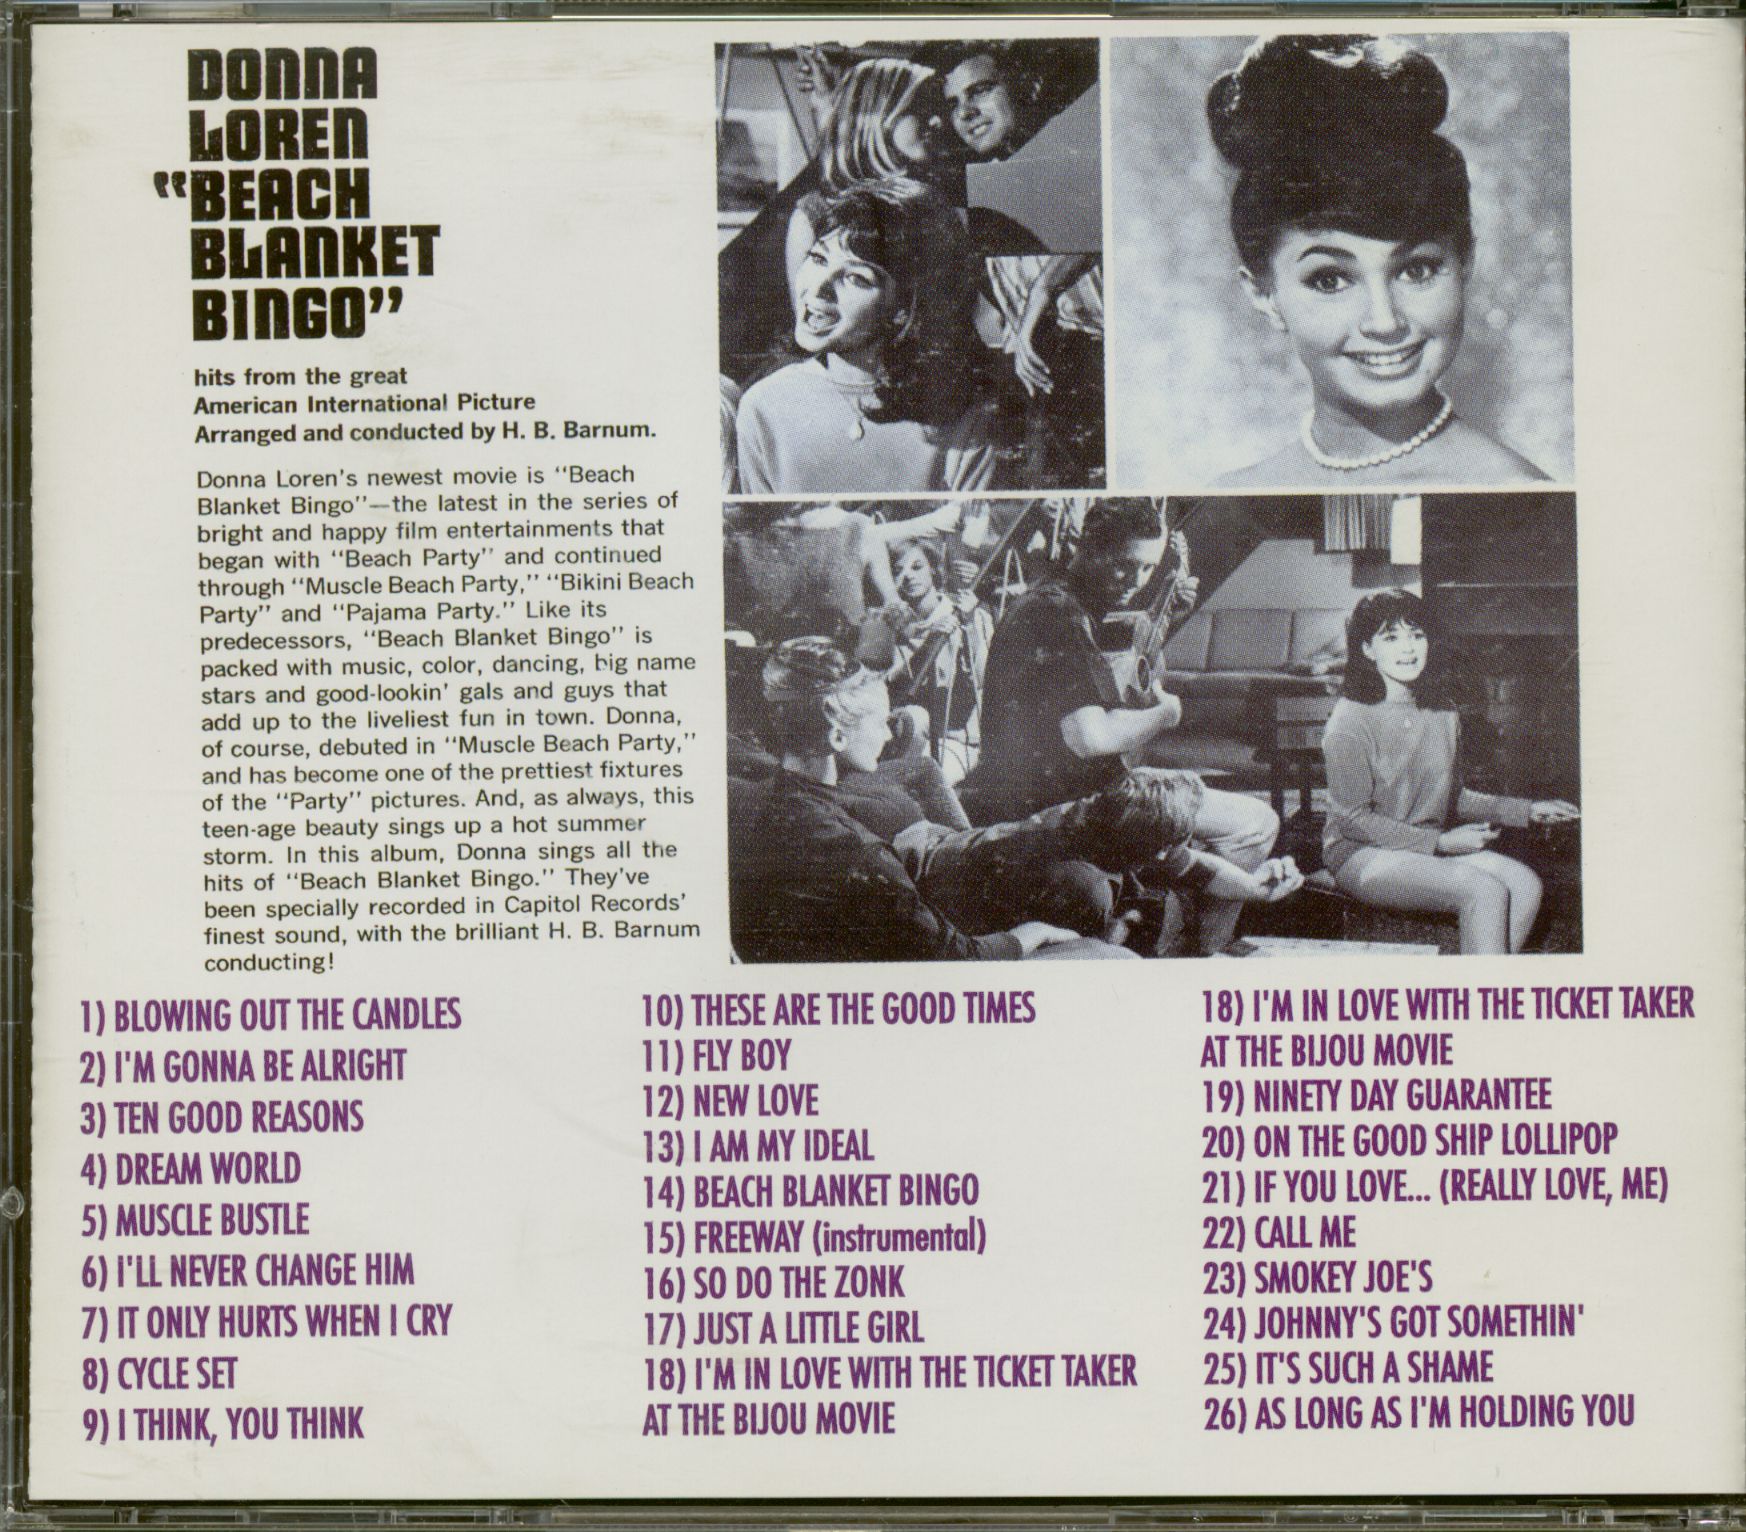 DONNA
LOREN
“BEACH
BLANKET
BINGO”
hits from the great
American International Picture
Arranged and conducted by H. B. Barnum.
Donna Loren's newest movie is “Beach
Blanket Bingo”—the latest in the series of
bright and happy film entertainments that
began with “Beach Party” and continued
through “Muscle Beach Party,” “Bikini Beach
Party” and “Pajama Party.” Like its
predecessors, “Beach Blanket Bingo” is
packed with music, color, dancing, big name
stars and good-lookin' gals and guys that
add up to the liveliest fun in town. Donna,
of course, debuted in “Muscle Beach Party,”
and has become one of the prettiest fixtures
of the “Party” pictures. And, as always, this
teen-age beauty sings up a hot summer
storm. In this album, Donna sings all the
hits of “Beach Blanket Bingo.” They've
been specially recorded in Capitol Records'
finest sound, with the brilliant H. B. Barnum
conducting!
1) BLOWING OUT THE CANDLES
2) I'M GONNA BE ALRIGHT
3) TEN GOOD REASONS
4) DREAM WORLD
5) MUSCLE BUSTLE
6) I'LL NEVER CHANGE HIM
7) IT ONLY HURTS WHEN I CRY
8) CYCLE SET
9) I THINK, YOU THINK
10) THESE ARE THE GOOD TIMES
11) FLY BOY
12) NEW LOVE
13) I AM MY IDEAL
14) BEACH BLANKET BINGO
15) FREEWAY (instrumental)
16) SO DO THE ZONK
17) JUST A LITTLE GIRL
18) I'M IN LOVE WITH THE TICKET TAKER
AT THE BIJOU MOVIE
18) I'M IN LOVE WITH THE TICKET TAKER
AT THE BIJOU MOVIE
19) NINETY DAY GUARANTEE
20) ON THE GOOD SHIP LOLLIPOP
21) IF YOU LOVE... (REALLY LOVE, ME)
22) CALL ME
23) SMOKEY JOE'S
24) JOHNNY'S GOT SOMETHIN'
25) IT'S SUCH A SHAME
26) AS LONG AS I'M HOLDING YOU